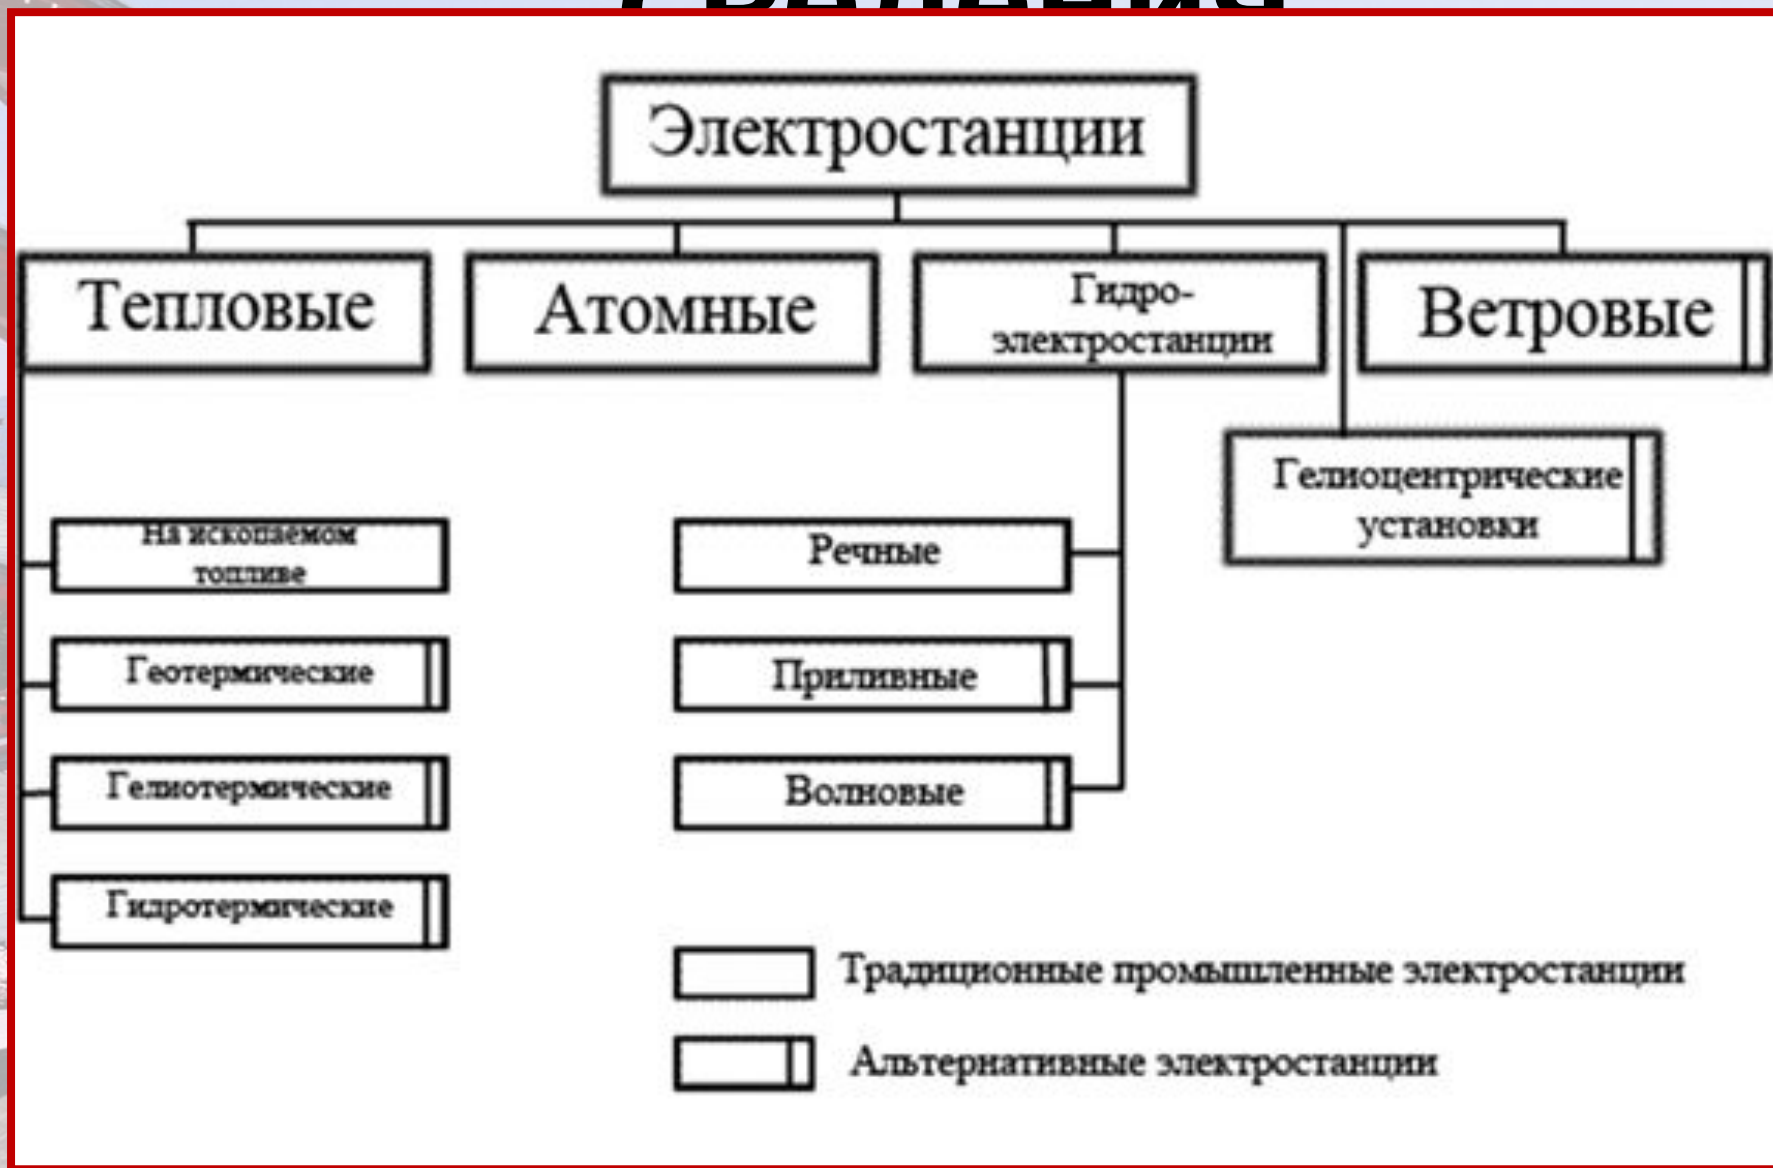 Электростанции
Тепловые
Атомные
Гидро-
электростанции
Ветровые
Гелиоцентрические
установки
На ископаемом
топливе
Геотермические
Гелиотермические
Гидротермические
Речные
Приливные
Волновые
Традиционные промышленные электростанции
Альтернативные электростанции